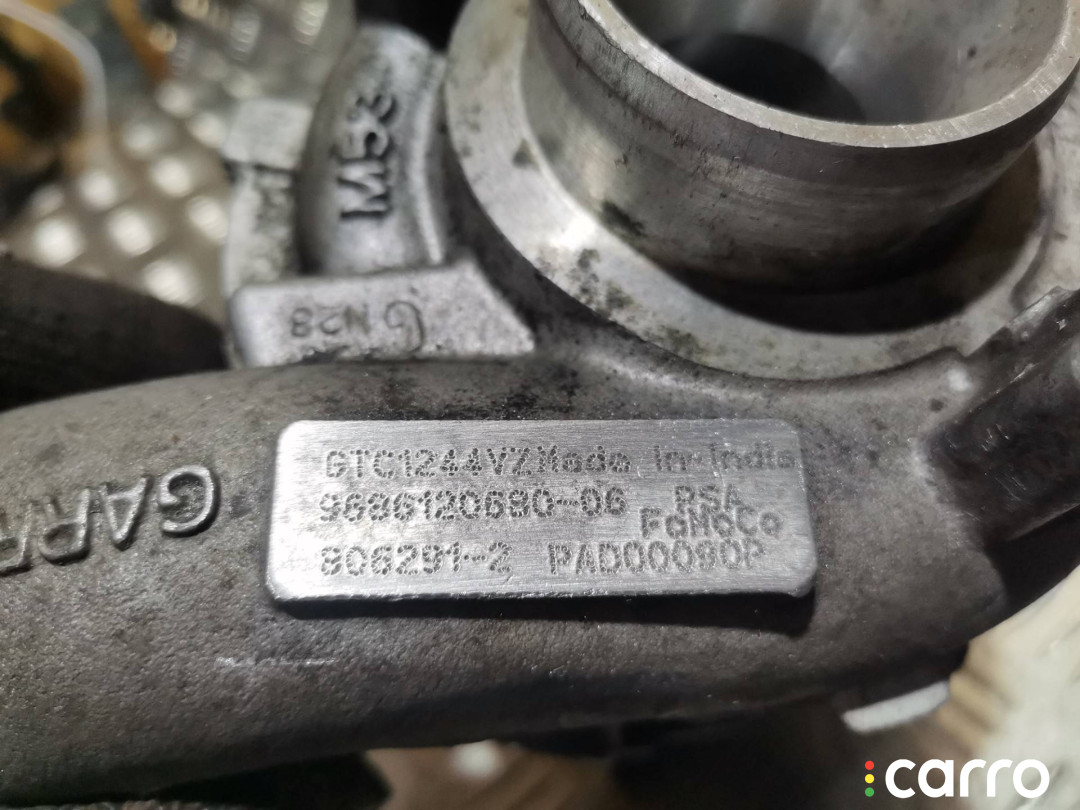 M53
G N28
GARR
GTC1244VZ Made in India
9686120680-06 PSA
FoMoCo
806291-2 PAD00090P
carro